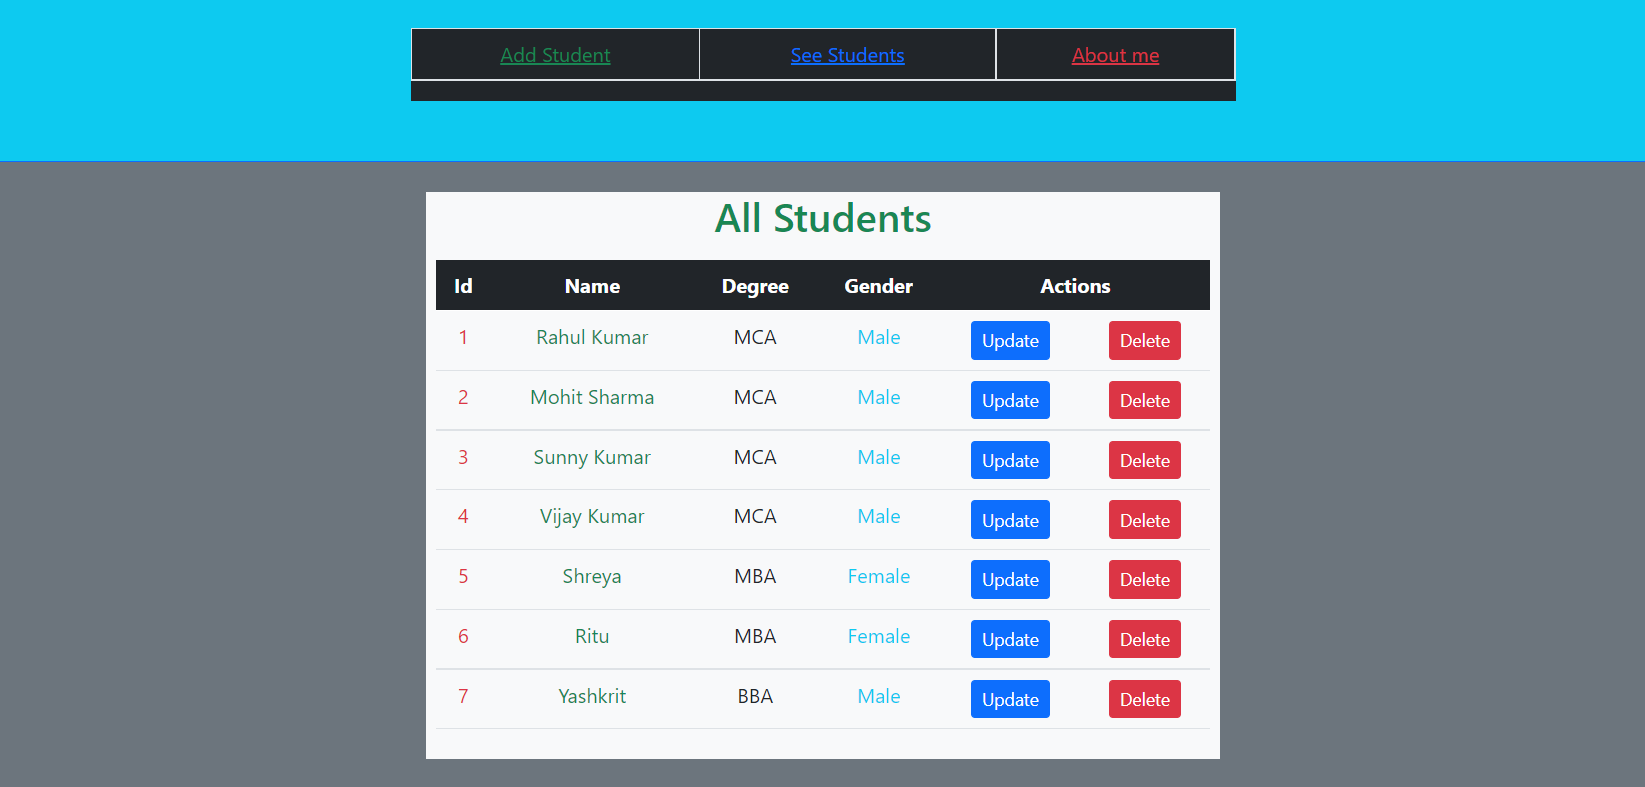 Add Student See Students About me
All Students
Id Name Degree Gender Actions
1 Rahul Kumar MCA Male Update Delete
2 Mohit Sharma MCA Male Update Delete
3 Sunny Kumar MCA Male Update Delete
4 Vijay Kumar MCA Male Update Delete
5 Shreya MBA Female Update Delete
6 Ritu MBA Female Update Delete
7 Yashkrit BBA Male Update Delete